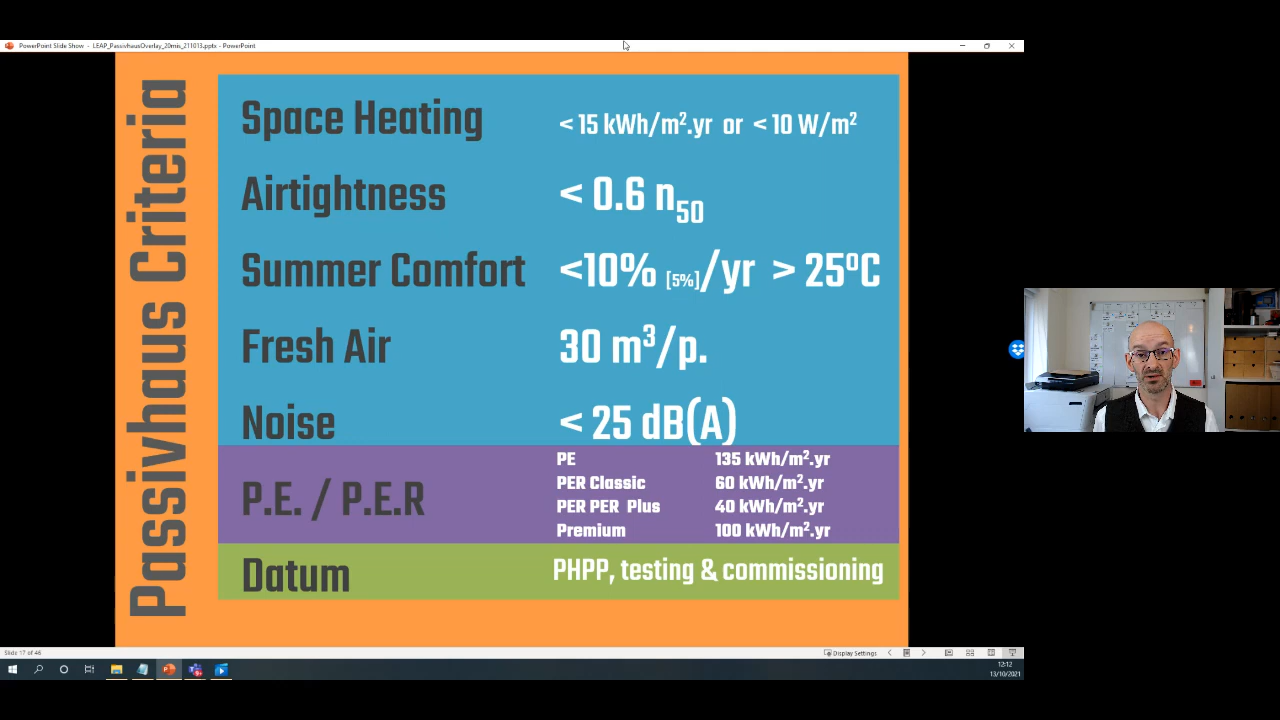 PowerPoint Slide Show - LEAP_PassivhausOverlay_20mis_211013.pptx - PowerPoint
Passivhaus Criteria
Space Heating < 15 kWh/m².yr or < 10 W/m²
Airtightness < 0.6 n50
Summer Comfort <10% [5%]/yr > 25ºC
Fresh Air 30 m³/p.
Noise < 25 dB(A)
P.E. / P.E.R
PE 135 kWh/m².yr
PER Classic 60 kWh/m².yr
PER PER Plus 40 kWh/m².yr
Premium 100 kWh/m².yr
Datum PHPP, testing & commissioning
Slide 17 of 46
Display Settings
12:12
13/10/2021